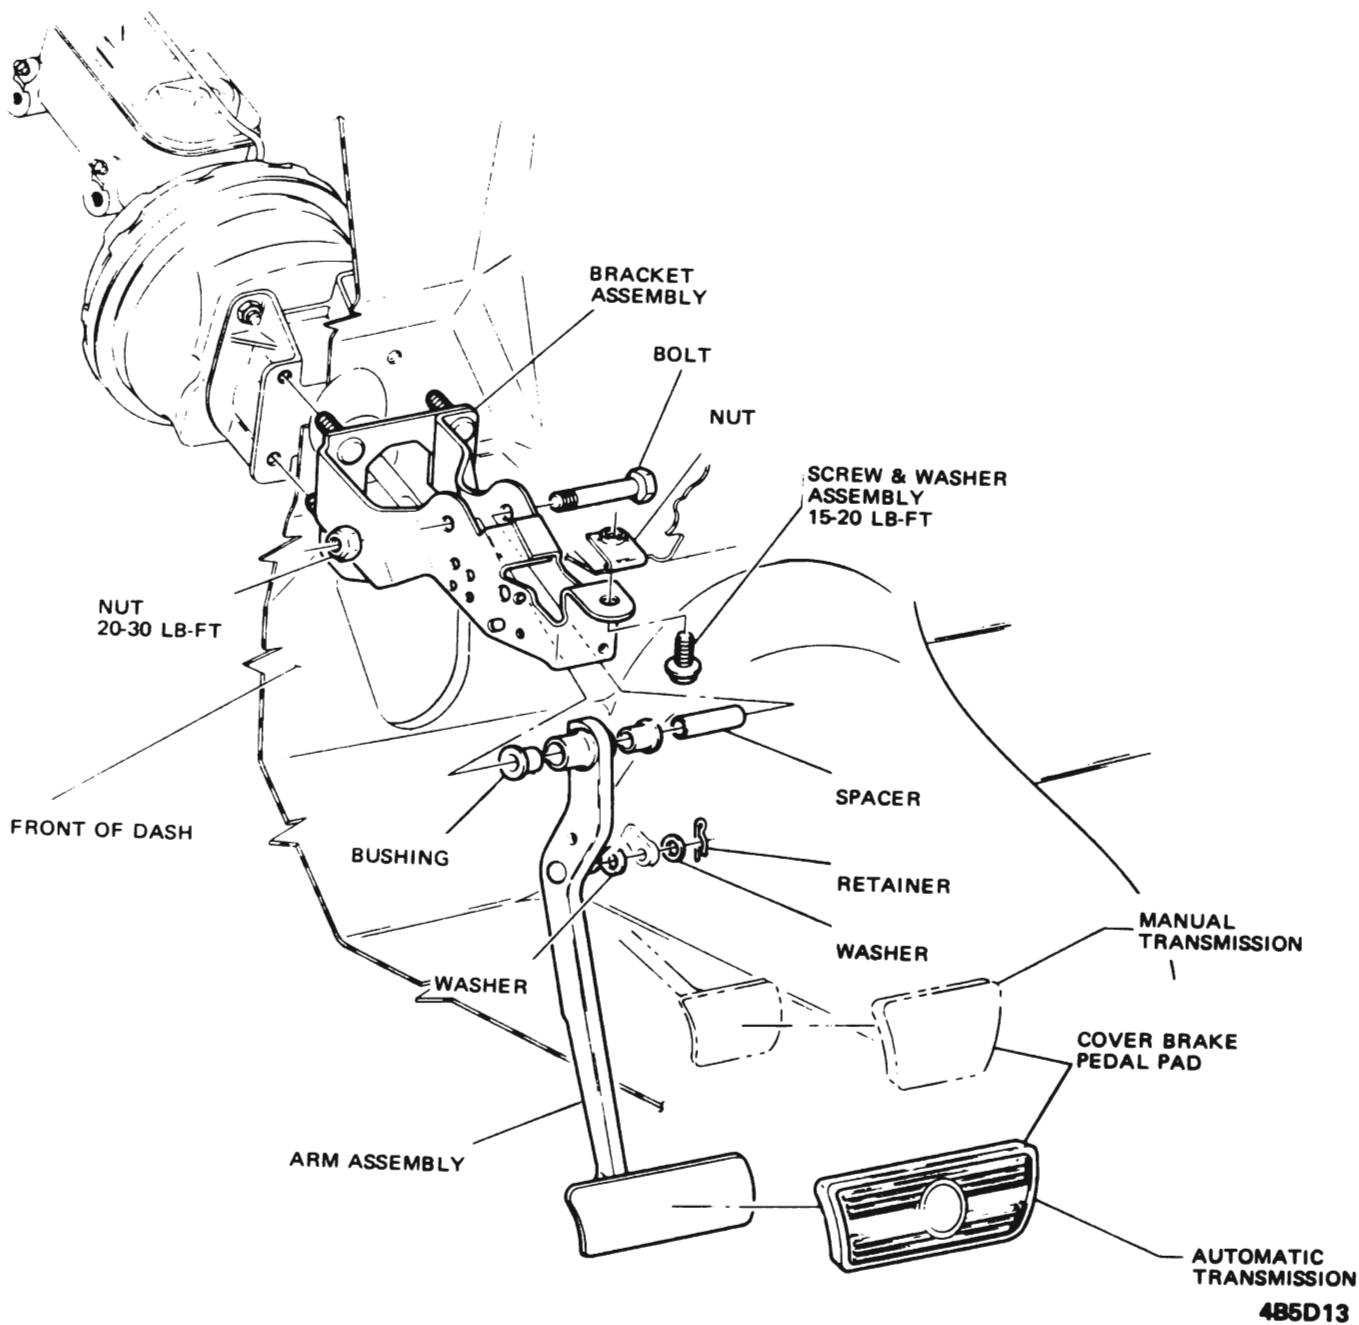 BRACKET
ASSEMBLY
BOLT
NUT
SCREW & WASHER
ASSEMBLY
15-20 LB-FT
NUT
20-30 LB-FT
SPACER
FRONT OF DASH
BUSHING
RETAINER
MANUAL
TRANSMISSION
WASHER
WASHER
COVER BRAKE
PEDAL PAD
ARM ASSEMBLY
AUTOMATIC
TRANSMISSION
4B5D13